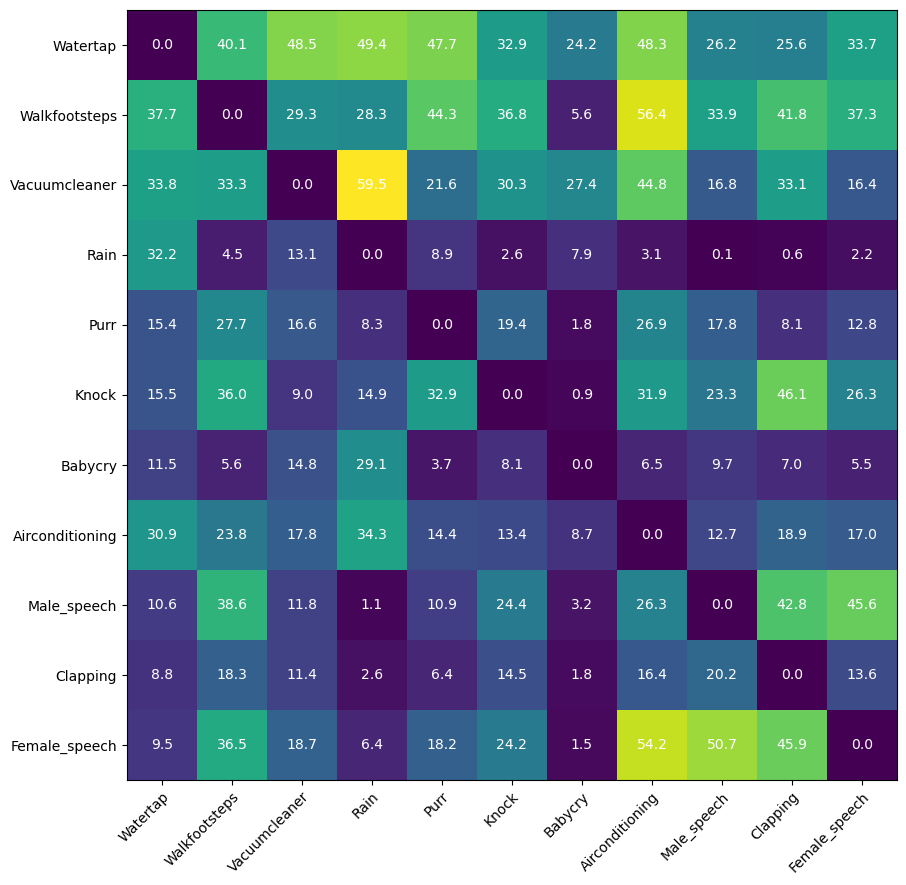 Watertap 0.0 40.1 48.5 49.4 47.7 32.9 24.2 48.3 26.2 25.6 33.7
Walkfootsteps 37.7 0.0 29.3 28.3 44.3 36.8 5.6 56.4 33.9 41.8 37.3
Vacuumcleaner 33.8 33.3 0.0 59.5 21.6 30.3 27.4 44.8 16.8 33.1 16.4
Rain 32.2 4.5 13.1 0.0 8.9 2.6 7.9 3.1 0.1 0.6 2.2
Purr 15.4 27.7 16.6 8.3 0.0 19.4 1.8 26.9 17.8 8.1 12.8
Knock 15.5 36.0 9.0 14.9 32.9 0.0 0.9 31.9 23.3 46.1 26.3
Babycry 11.5 5.6 14.8 29.1 3.7 8.1 0.0 6.5 9.7 7.0 5.5
Airconditioning 30.9 23.8 17.8 34.3 14.4 13.4 8.7 0.0 12.7 18.9 17.0
Male_speech 10.6 38.6 11.8 1.1 10.9 24.4 3.2 26.3 0.0 42.8 45.6
Clapping 8.8 18.3 11.4 2.6 6.4 14.5 1.8 16.4 20.2 0.0 13.6
Female_speech 9.5 36.5 18.7 6.4 18.2 24.2 1.5 54.2 50.7 45.9 0.0
Watertap Walkfootsteps Vacuumcleaner Rain Purr Knock Babycry Airconditioning Male_speech Clapping Female_speech